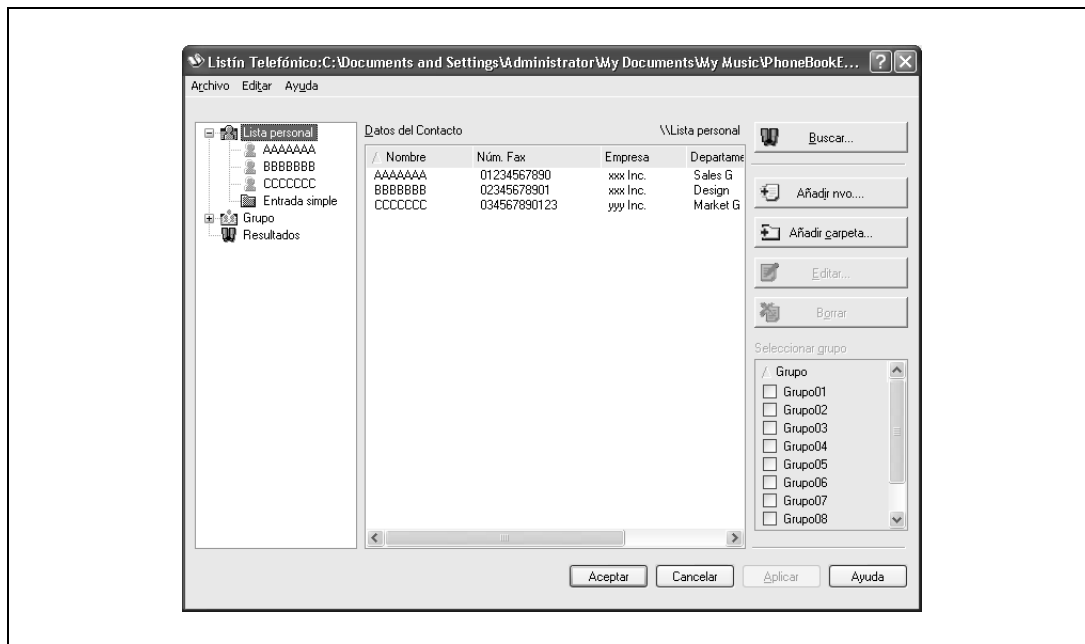 Listín Telefónico:C:\Documents and Settings\Administrator\My Documents\My Music\PhoneBookE...
Archivo Editar Ayuda
Lista personal
AAAAAAA
BBBBBBB
CCCCCCC
Entrada simple
Grupo
Resultados
Datos del Contacto \\Lista personal
/ Nombre Núm. Fax Empresa Departame
AAAAAAA 01234567890 xxx Inc. Sales G
BBBBBBB 02345678901 xxx Inc. Design
CCCCCCC 034567890123 yyy Inc. Market G
Buscar...
Añadir nvo....
Añadir carpeta...
Editar...
Borrar
Seleccionar grupo
/ Grupo
Grupo01
Grupo02
Grupo03
Grupo04
Grupo05
Grupo06
Grupo07
Grupo08
Aceptar Cancelar Aplicar Ayuda